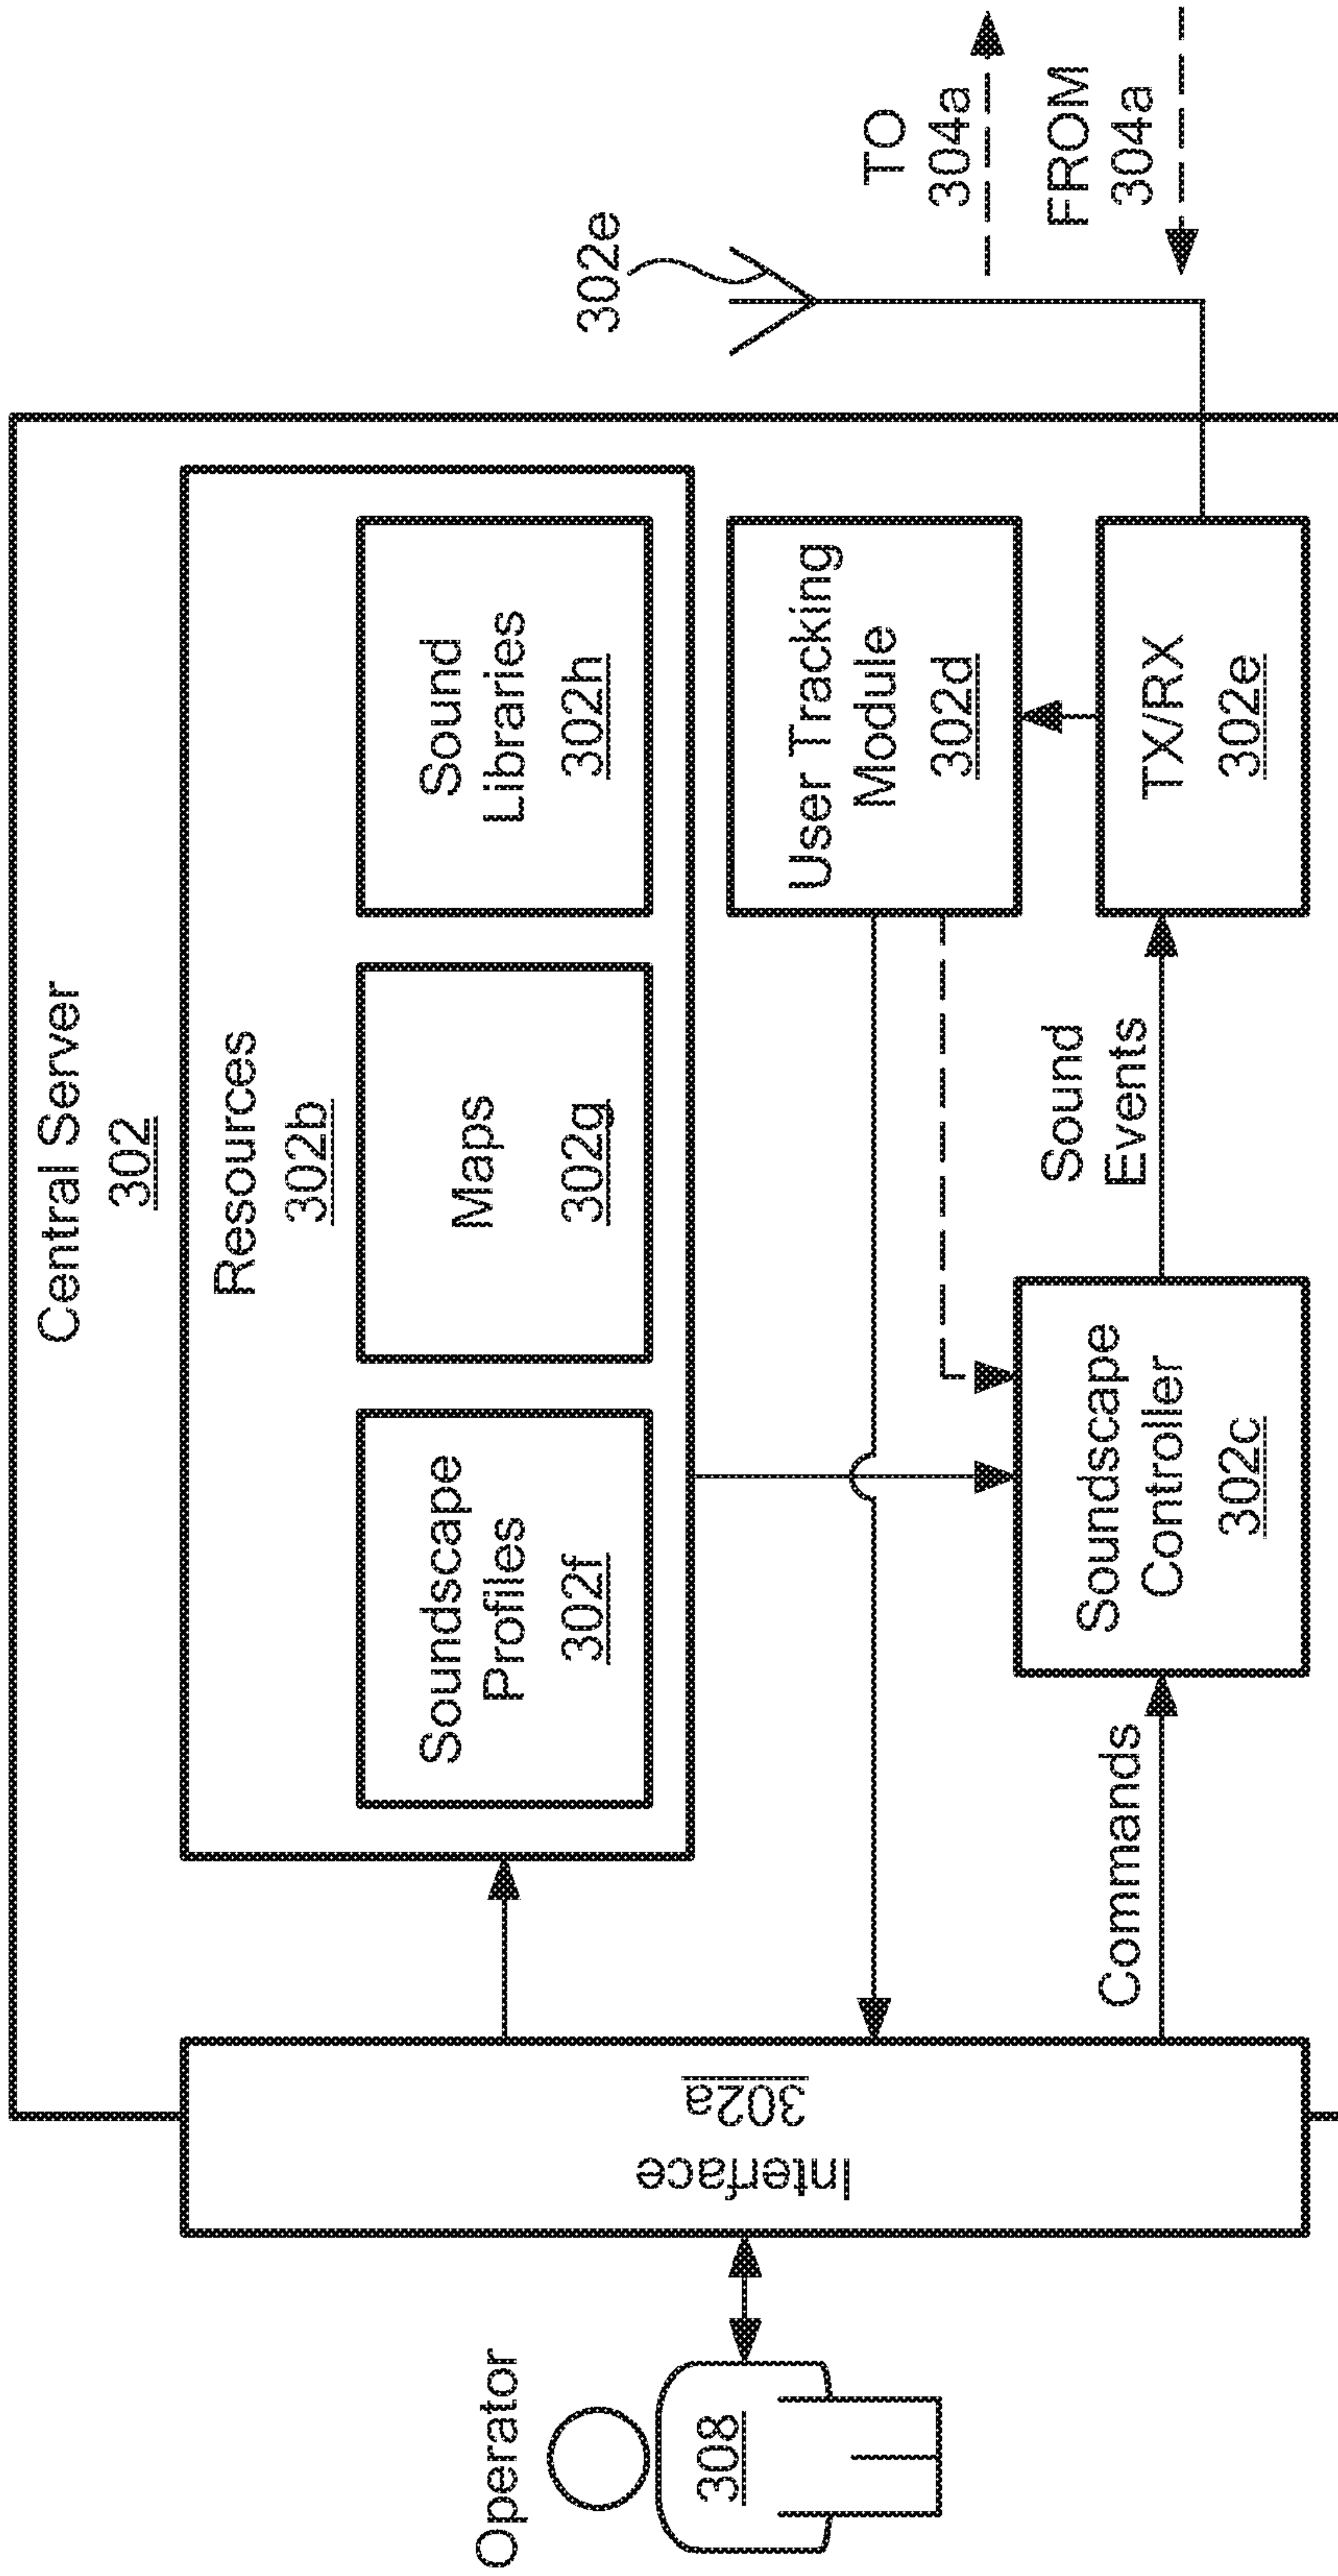 Central Server
302
Resources
302b
Soundscape
Profiles
302f
Maps
302g
Sound
Libraries
302h
User Tracking
Module
302d
302e
TO
304a
FROM
304a
Operator
308
Interface
302a
Commands
Soundscape
Controller
302c
Sound
Events
TX/RX
302e